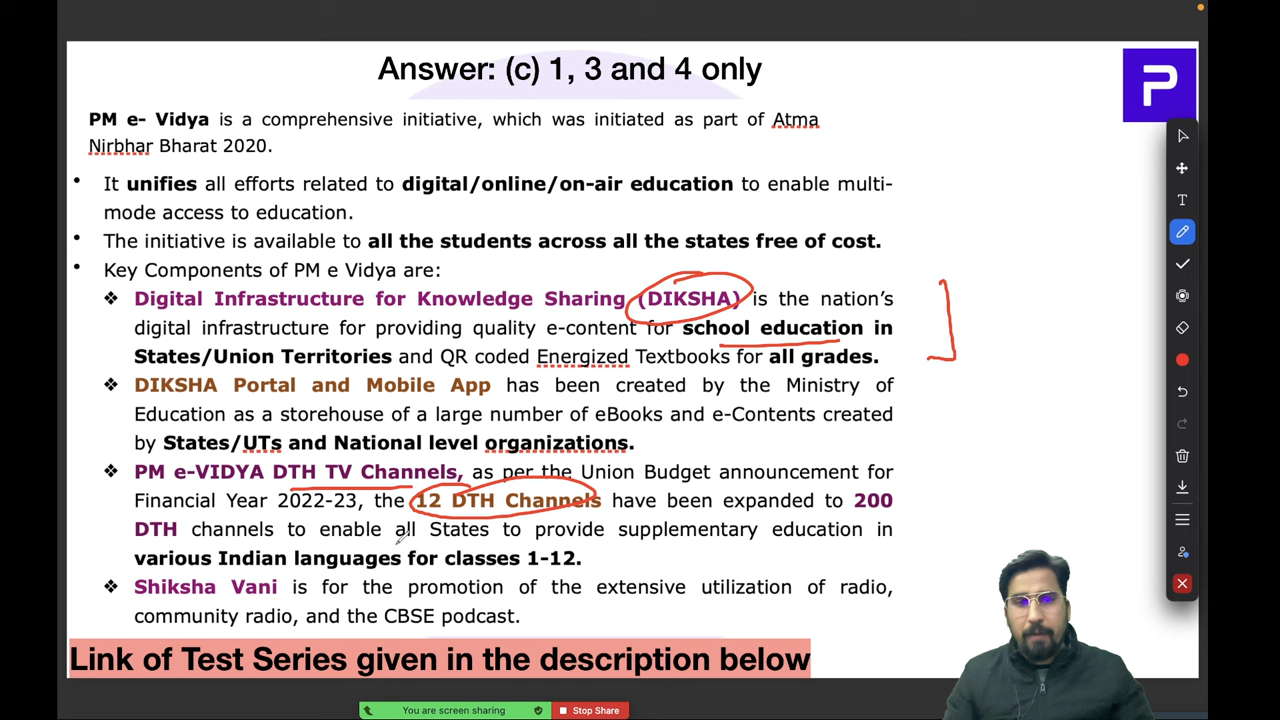 Answer: (c) 1, 3 and 4 only
PM e- Vidya is a comprehensive initiative, which was initiated as part of Atma
Nirbhar Bharat 2020.
• It unifies all efforts related to digital/online/on-air education to enable multi-
mode access to education.
• The initiative is available to all the students across all the states free of cost.
• Key Components of PM e Vidya are:
❖ Digital Infrastructure for Knowledge Sharing (DIKSHA) is the nation's
digital infrastructure for providing quality e-content for school education in
States/Union Territories and QR coded Energized Textbooks for all grades.
❖ DIKSHA Portal and Mobile App has been created by the Ministry of
Education as a storehouse of a large number of eBooks and e-Contents created
by States/UTs and National level organizations.
❖ PM e-VIDYA DTH TV Channels, as per the Union Budget announcement for
Financial Year 2022-23, the 12 DTH Channels have been expanded to 200
DTH channels to enable all States to provide supplementary education in
various Indian languages for classes 1-12.
❖ Shiksha Vani is for the promotion of the extensive utilization of radio,
community radio, and the CBSE podcast.
Link of Test Series given in the description below
P
T
You are screen sharing
Stop Share